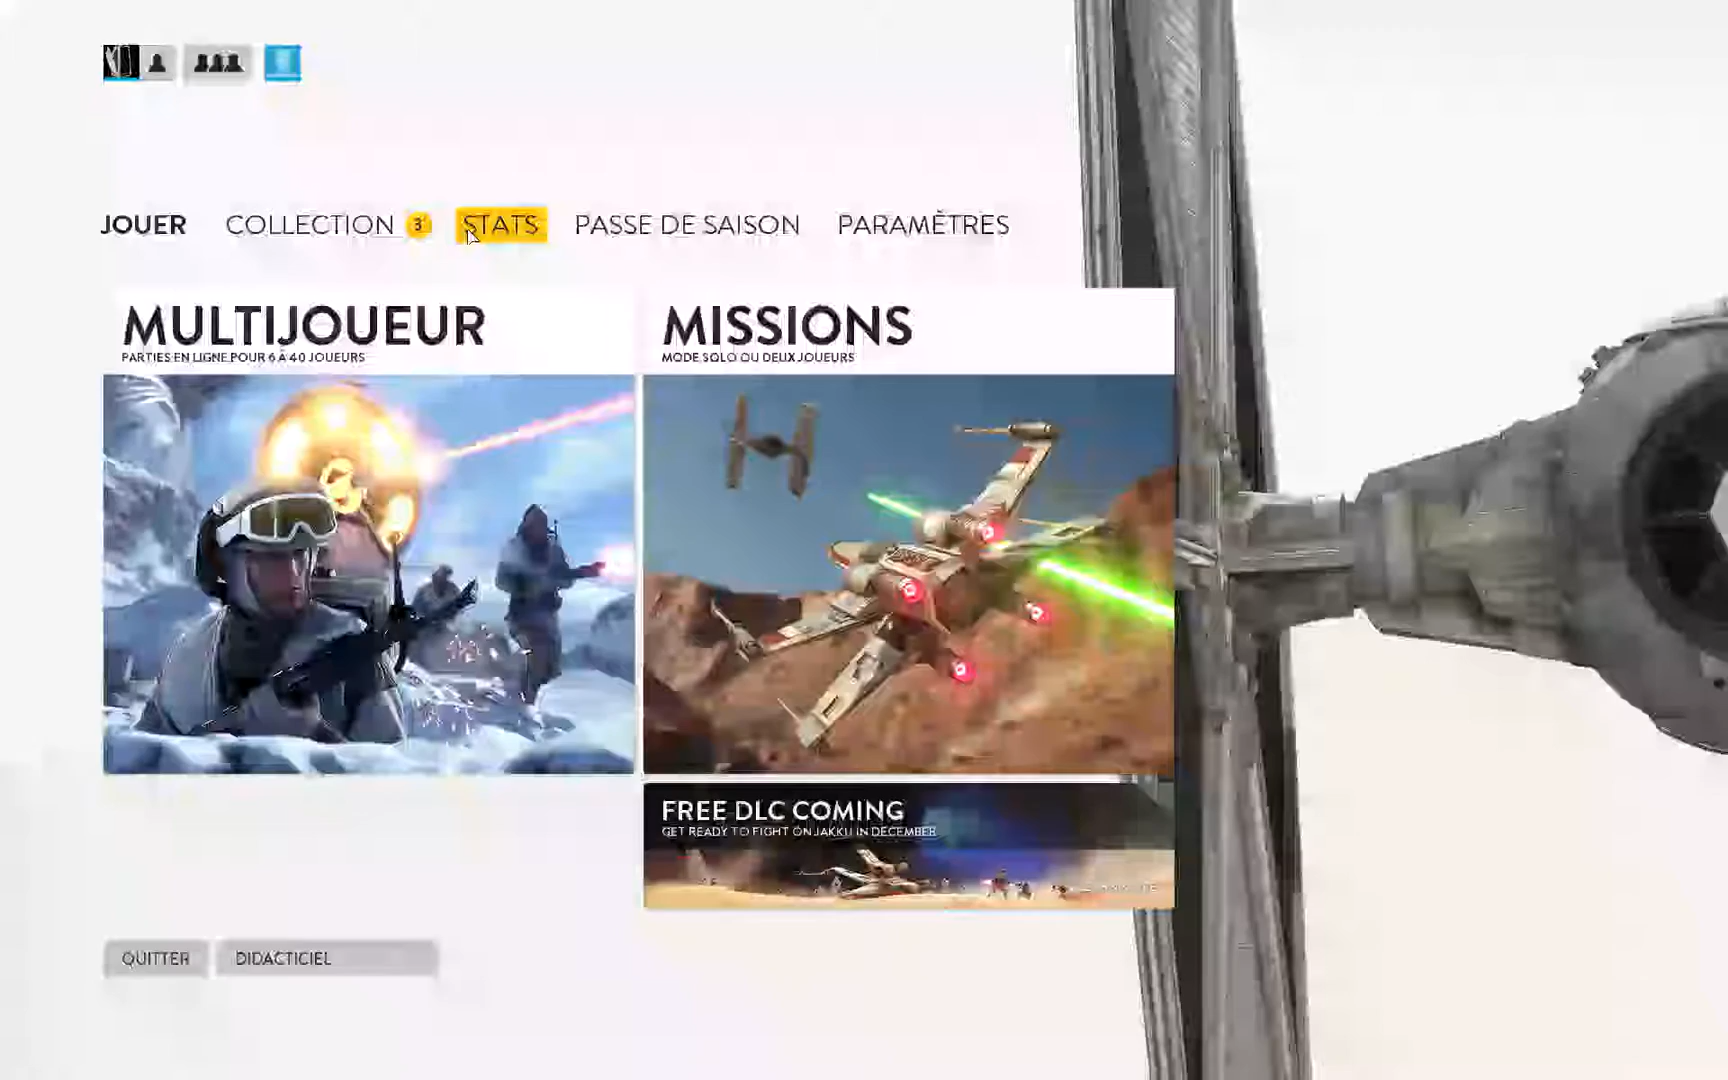 JOUER COLLECTION 3 STATS PASSE DE SAISON PARAMÈTRES
MULTIJOUEUR
PARTIES EN LIGNE POUR 6 À 40 JOUEURS
MISSIONS
MODE SOLO OU DEUX JOUEURS
FREE DLC COMING
GET READY TO FIGHT ON JAKKU IN DECEMBER
QUITTER DIDACTICIEL